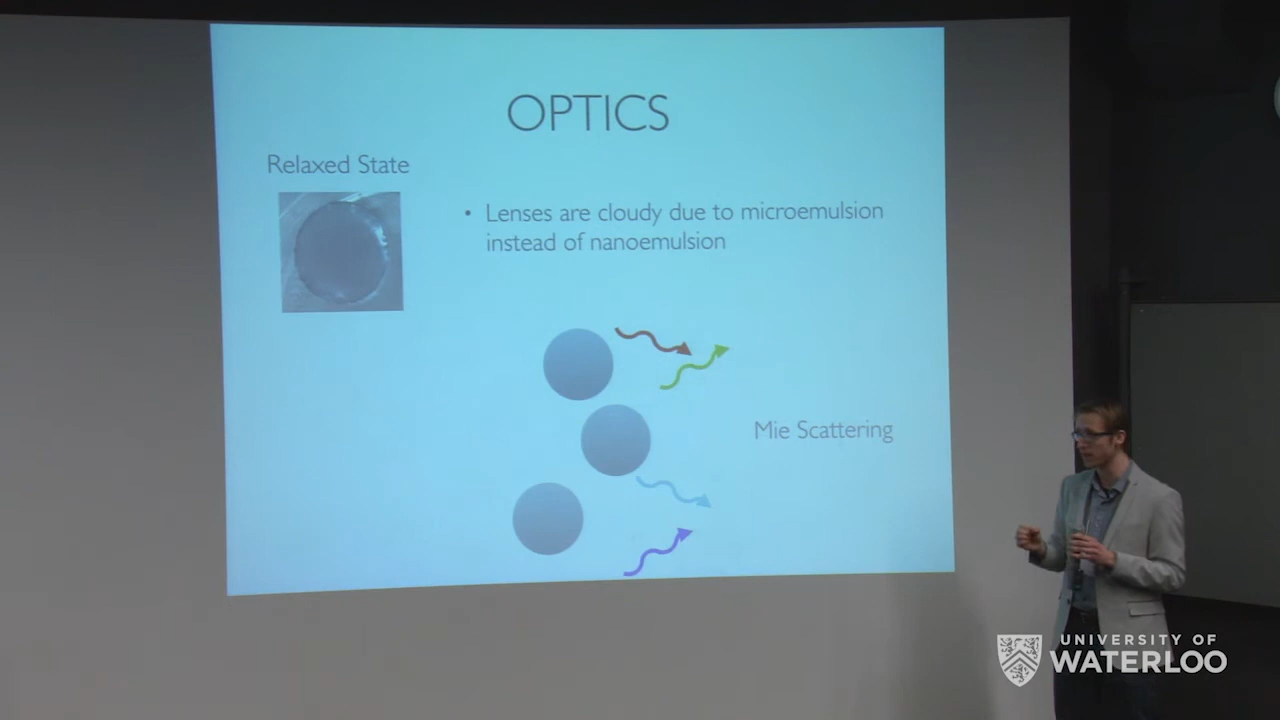 OPTICS
Relaxed State
• Lenses are cloudy due to microemulsion
instead of nanoemulsion
Mie Scattering
UNIVERSITY OF
WATERLOO